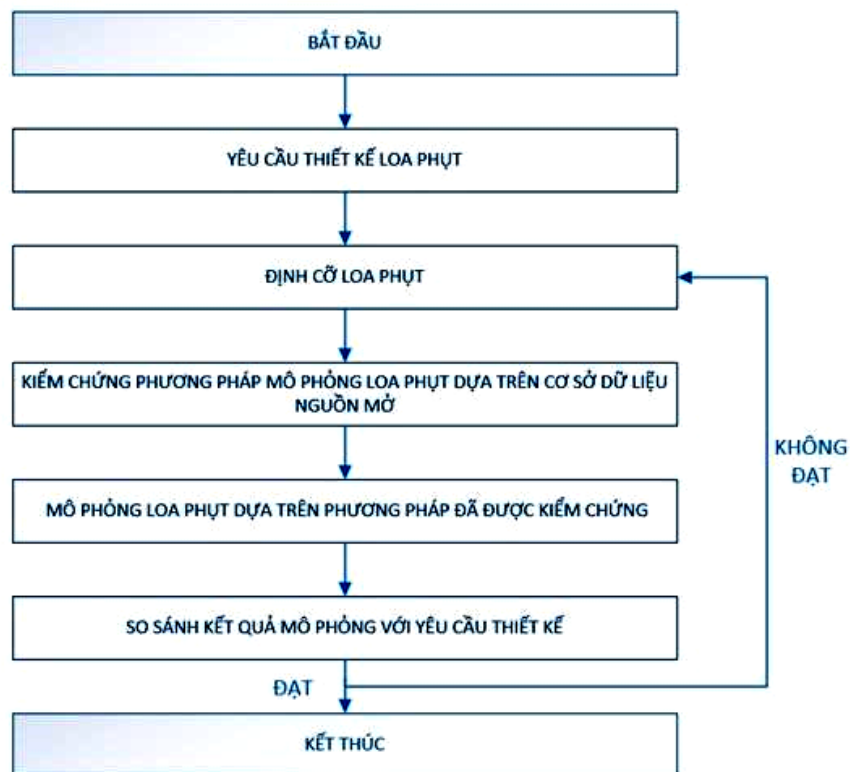 BẮT ĐẦU
YÊU CẦU THIẾT KẾ LOA PHỤT
ĐỊNH CỠ LOA PHỤT
KIỂM CHỨNG PHƯƠNG PHÁP MÔ PHỎNG LOA PHỤT DỰA TRÊN CƠ SỞ DỮ LIỆU
NGUỒN MỞ
KHÔNG
ĐẠT
MÔ PHỎNG LOA PHỤT DỰA TRÊN PHƯƠNG PHÁP ĐÃ ĐƯỢC KIỂM CHỨNG
SO SÁNH KẾT QUẢ MÔ PHỎNG VỚI YÊU CẦU THIẾT KẾ
ĐẠT
KẾT THÚC